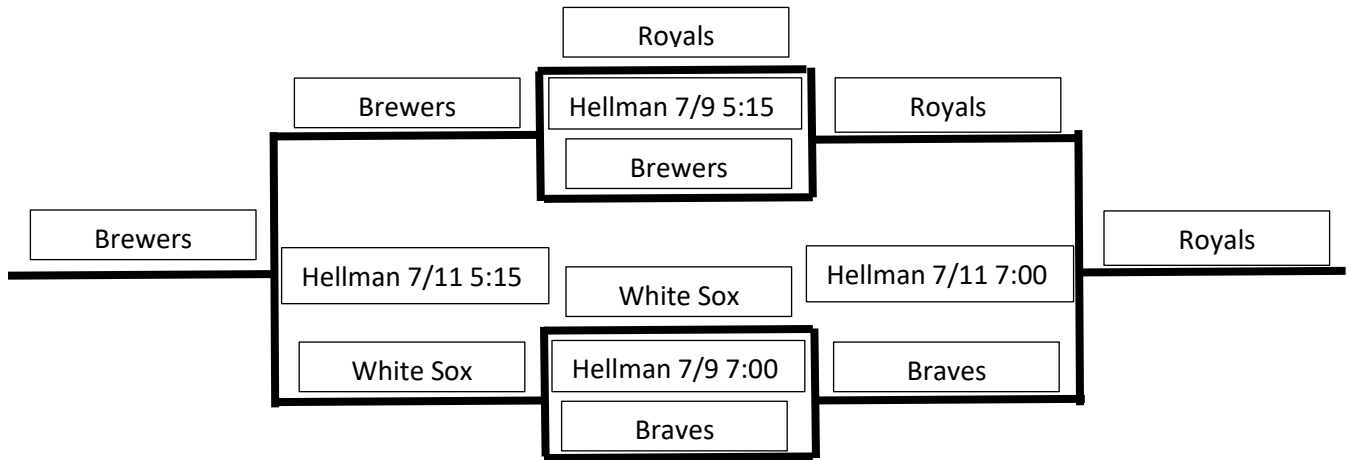 Royals
Brewers
Hellman 7/9 5:15
Royals
Brewers
Brewers
Royals
Hellman 7/11 5:15
White Sox
Hellman 7/11 7:00
White Sox
Hellman 7/9 7:00
Braves
Braves